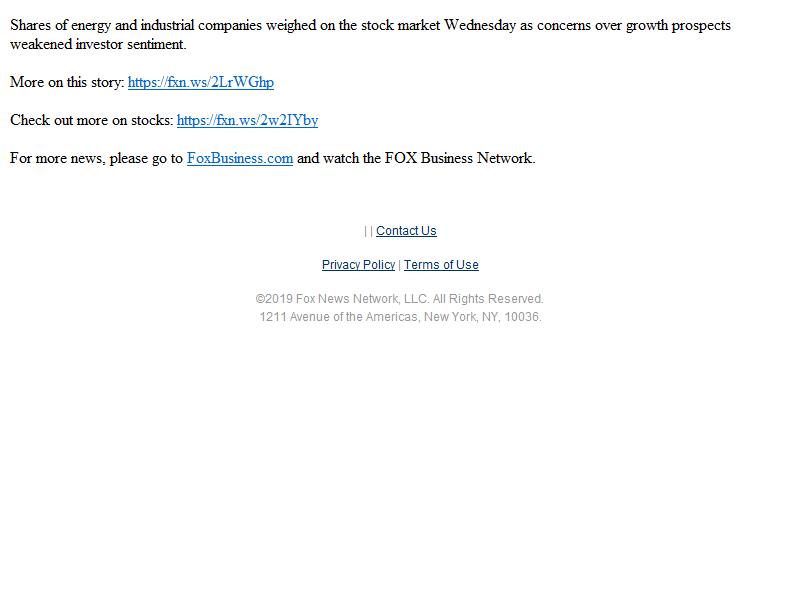 Shares of energy and industrial companies weighed on the stock market Wednesday as concerns over growth prospects
weakened investor sentiment.
More on this story: https://fxn.ws/2LrWGhp
Check out more on stocks: https://fxn.ws/2w2IYby
For more news, please go to FoxBusiness.com and watch the FOX Business Network.
| | Contact Us
Privacy Policy | Terms of Use
©2019 Fox News Network, LLC. All Rights Reserved.
1211 Avenue of the Americas, New York, NY, 10036.